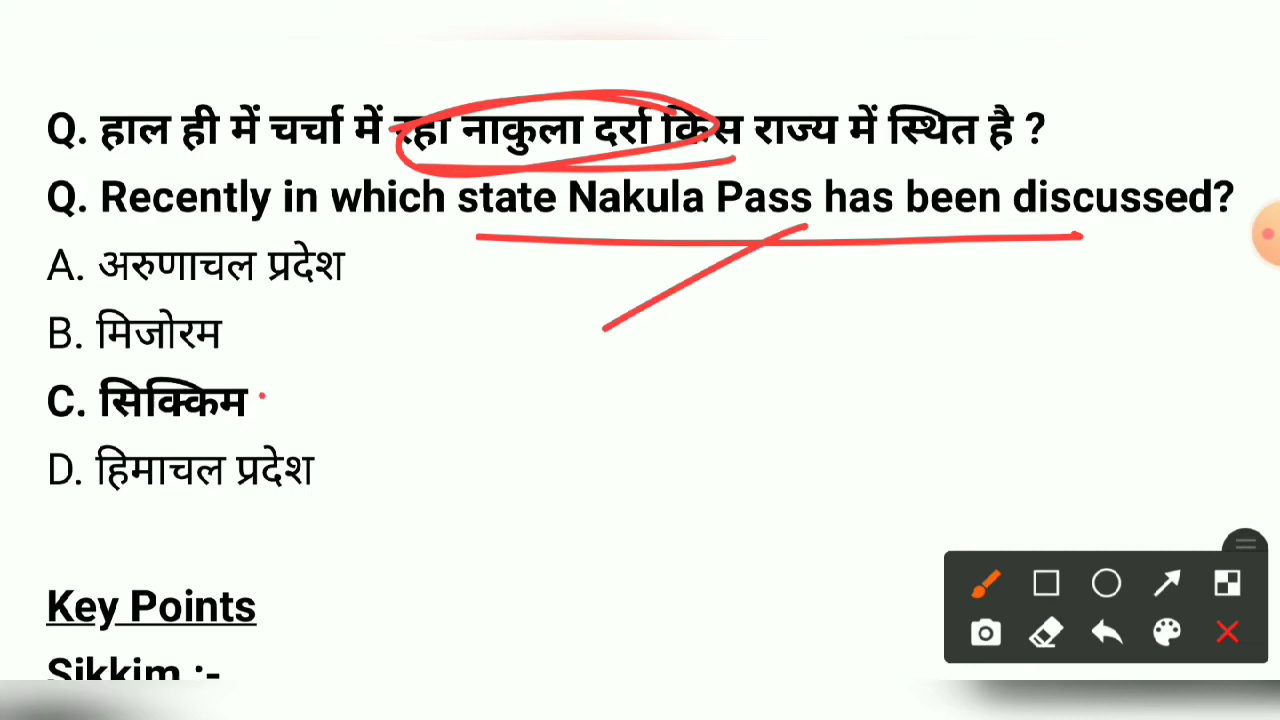 Q. हाल ही में चर्चा में रहा नाकुला दर्रा किस राज्य में स्थित है ?
Q. Recently in which state Nakula Pass has been discussed?
A. अरुणाचल प्रदेश
B. मिजोरम
C. सिक्किम
D. हिमाचल प्रदेश
Key Points
Sikkim :-